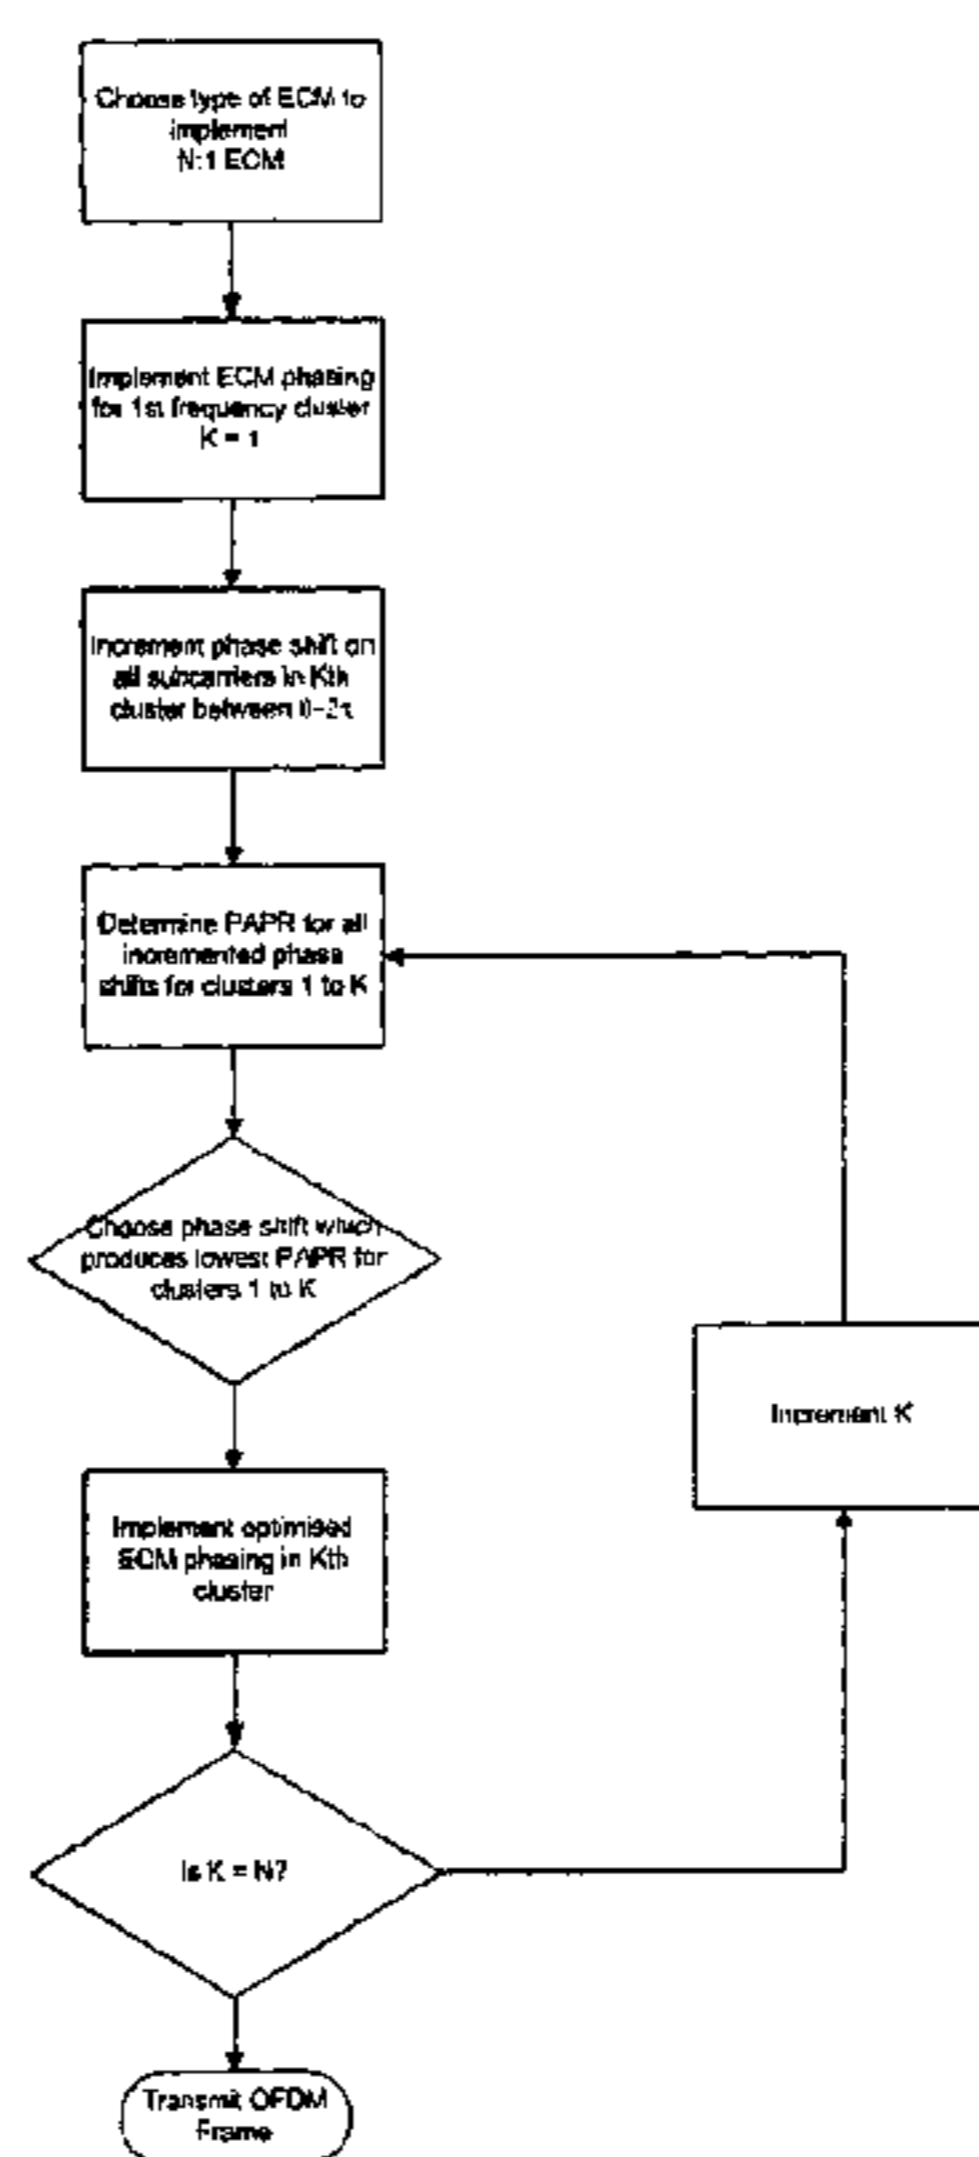 Choose type of ECM to
implement
N:1 ECM
Implement ECM phasing
for 1st frequency cluster
K = 1
Increment phase shift on
all subcarriers in Kth
cluster between 0-2π
Determine PAPR for all
incremented phase
shifts for clusters 1 to K
Choose phase shift which
produces lowest PAPR for
clusters 1 to K
Increment K
Implement optimised
ECM phasing in Kth
cluster
Is K = N?
Transmit OFDM
Frame